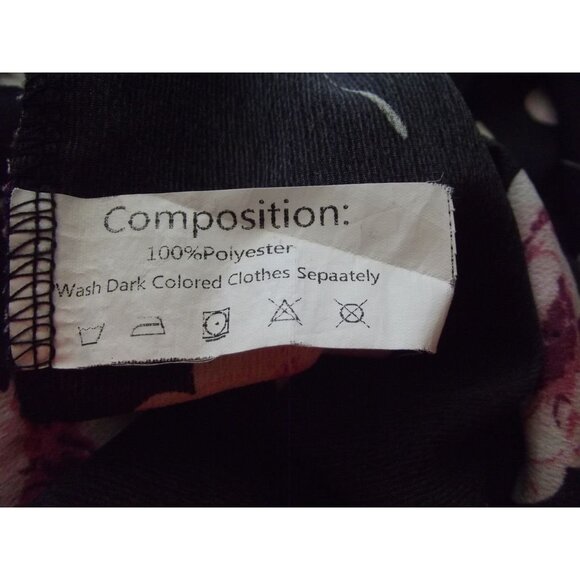 Composition:
100%Polyester
Wash Dark Colored Clothes Sepaately